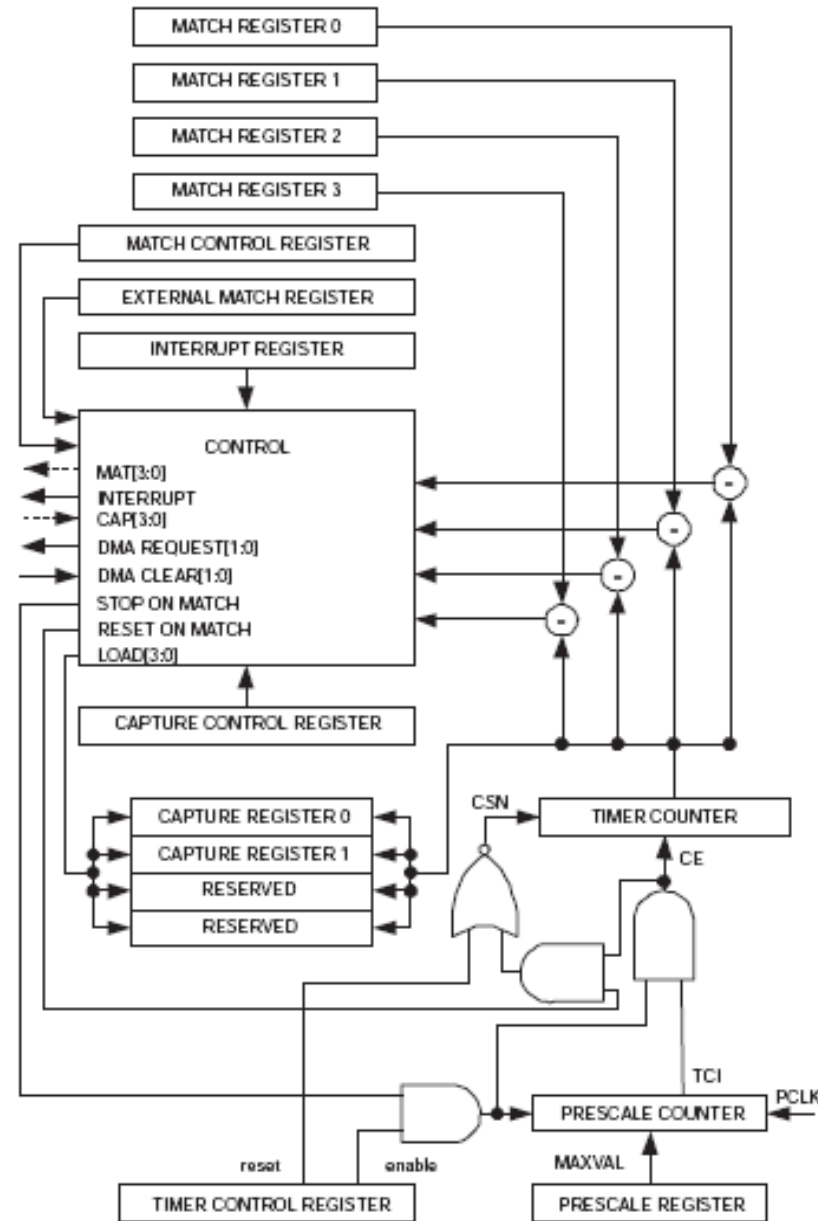 MATCH REGISTER 0
MATCH REGISTER 1
MATCH REGISTER 2
MATCH REGISTER 3
MATCH CONTROL REGISTER
EXTERNAL MATCH REGISTER
INTERRUPT REGISTER
CONTROL
MAT[3:0]
INTERRUPT
CAP[3:0]
DMA REQUEST[1:0]
DMA CLEAR[1:0]
STOP ON MATCH
RESET ON MATCH
LOAD[3:0]
-
-
-
-
CAPTURE CONTROL REGISTER
CAPTURE REGISTER 0
CAPTURE REGISTER 1
RESERVED
RESERVED
CSN
TIMER COUNTER
CE
TCI
PCLK
PRESCALE COUNTER
reset
enable
MAXVAL
TIMER CONTROL REGISTER
PRESCALE REGISTER